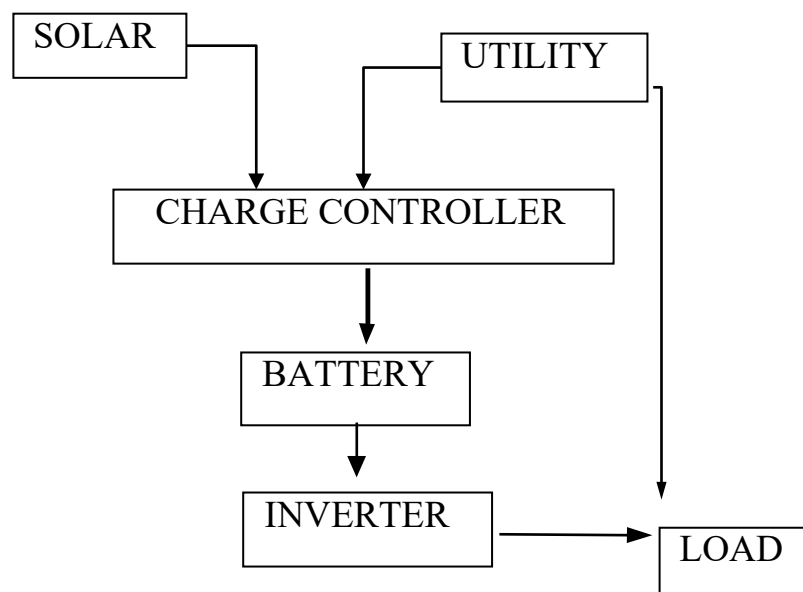 SOLAR
UTILITY
CHARGE CONTROLLER
BATTERY
INVERTER
LOAD